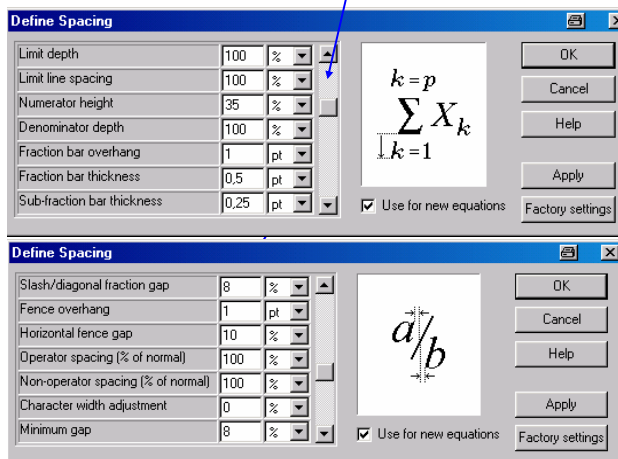 Define Spacing
Limit depth 100 %
Limit line spacing 100 %
Numerator height 35 %
Denominator depth 100 %
Fraction bar overhang 1 pt
Fraction bar thickness 0,5 pt
Sub-fraction bar thickness 0,25 pt
k = p
∑ X k
k = 1
Use for new equations
OK
Cancel
Help
Apply
Factory settings
Define Spacing
Slash/diagonal fraction gap 8 %
Fence overhang 1 pt
Horizontal fence gap 10 %
Operator spacing (% of normal) 100 %
Non-operator spacing (% of normal) 100 %
Character width adjustment 0 %
Minimum gap 8 %
a/b
Use for new equations
OK
Cancel
Help
Apply
Factory settings